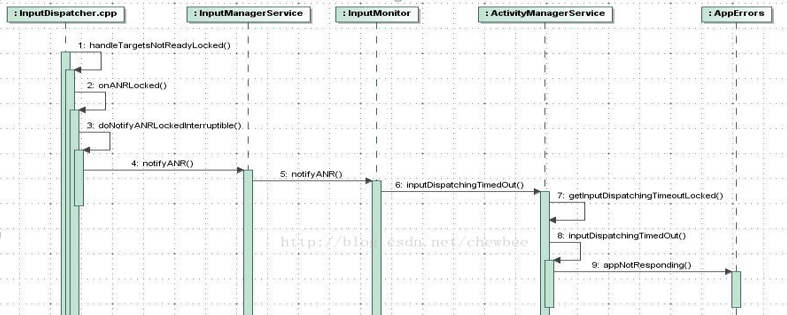 : InputDispatcher.cpp
: InputManagerService
: InputMonitor
: ActivityManagerService
: AppErrors
1: handleTargetsNotReadyLocked()
2: onANRLocked()
3: doNotifyANRLockedInterruptible()
4: notifyANR()
5: notifyANR()
6: inputDispatchingTimedOut()
7: getInputDispatchingTimeoutLocked()
8: inputDispatchingTimedOut()
9: appNotResponding()
http://blog.csdn.net/chewbee